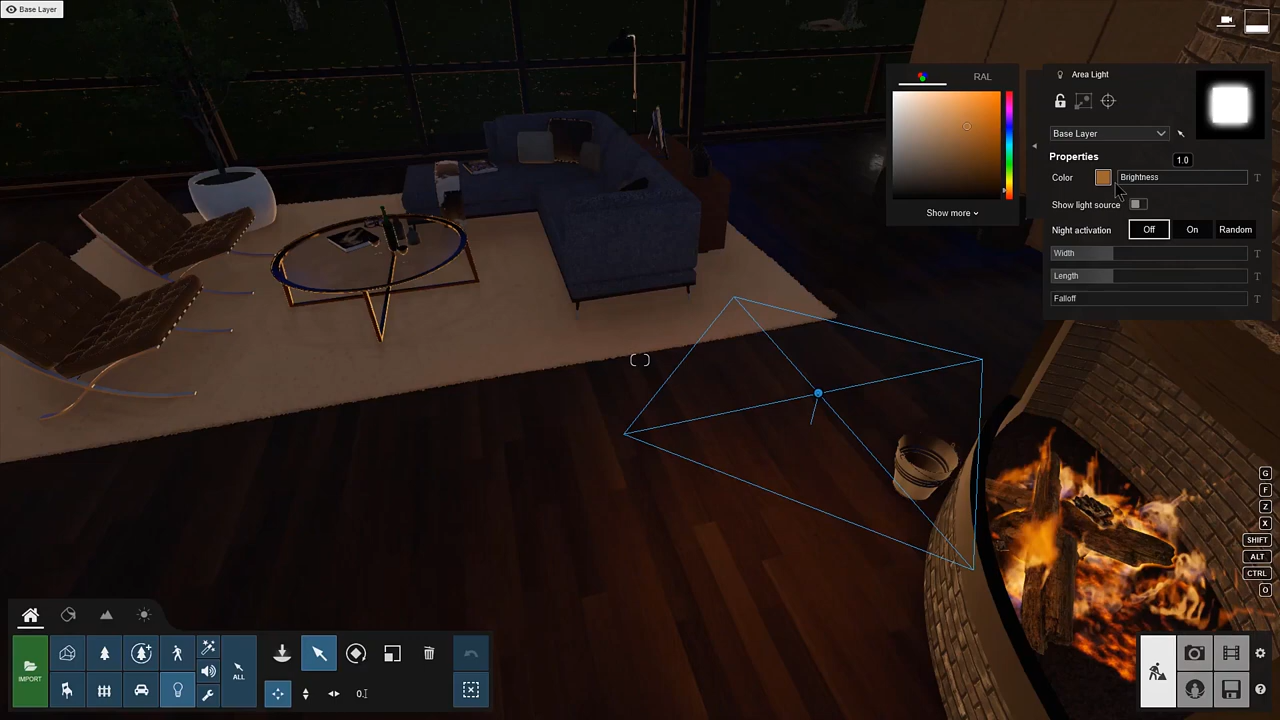 Base Layer
RAL
Show more
Area Light
Base Layer
Properties
1.0
Color
Brightness
T
Show light source
Night activation
Off
On
Random
Width
T
Length
T
Falloff
T
G
F
Z
X
SHIFT
ALT
CTRL
O
IMPORT
ALL
0.
?